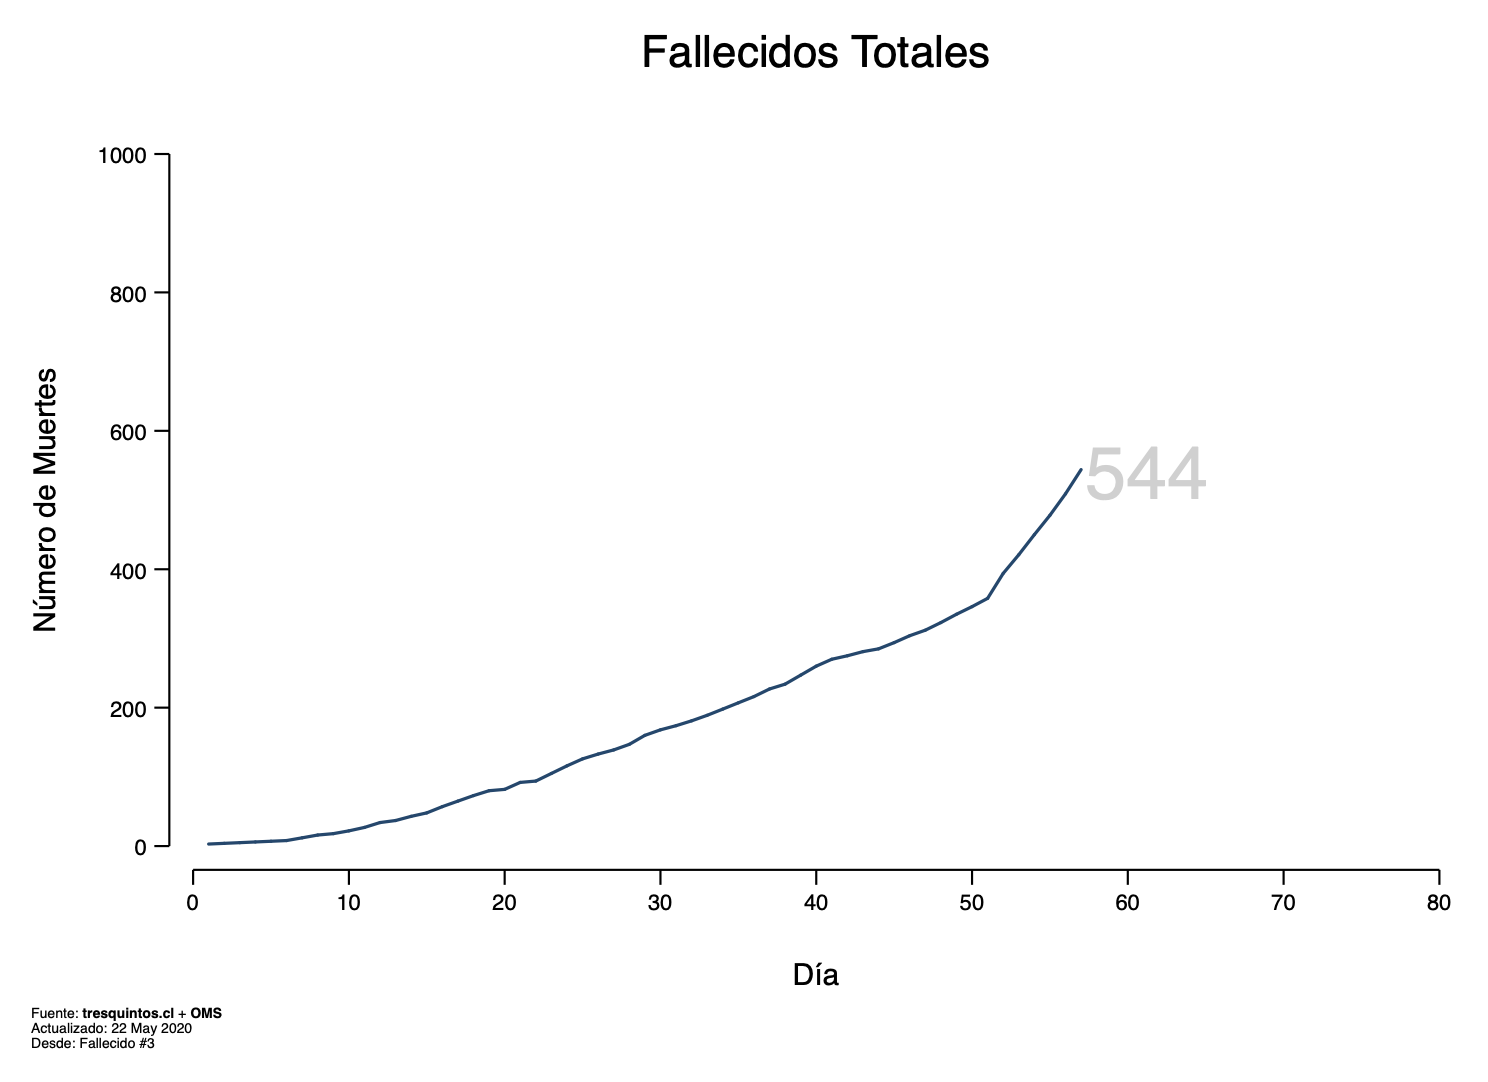 Fallecidos Totales
1000
800
600
400
200
0
Número de Muertes
544
0 10 20 30 40 50 60 70 80
Día
Fuente: tresquintos.cl + OMS
Actualizado: 22 May 2020
Desde: Fallecido #3